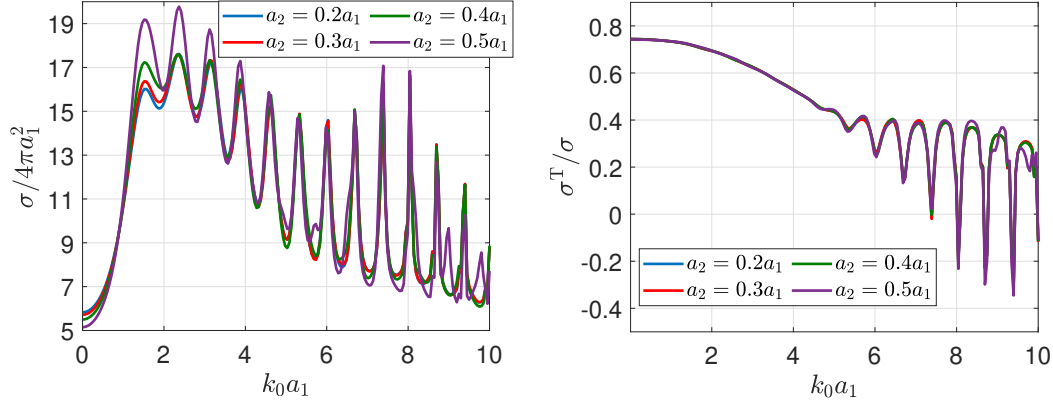 19
17
15
13
11
9
7
5
0 2 4 6 8 10
σ/4πa₁²
k₀a₁
a₂ = 0.2a₁ a₂ = 0.4a₁
a₂ = 0.3a₁ a₂ = 0.5a₁
0.8
0.6
0.4
0.2
0
-0.2
-0.4
2 4 6 8 10
σᵀ/σ
k₀a₁
a₂ = 0.2a₁ a₂ = 0.4a₁
a₂ = 0.3a₁ a₂ = 0.5a₁